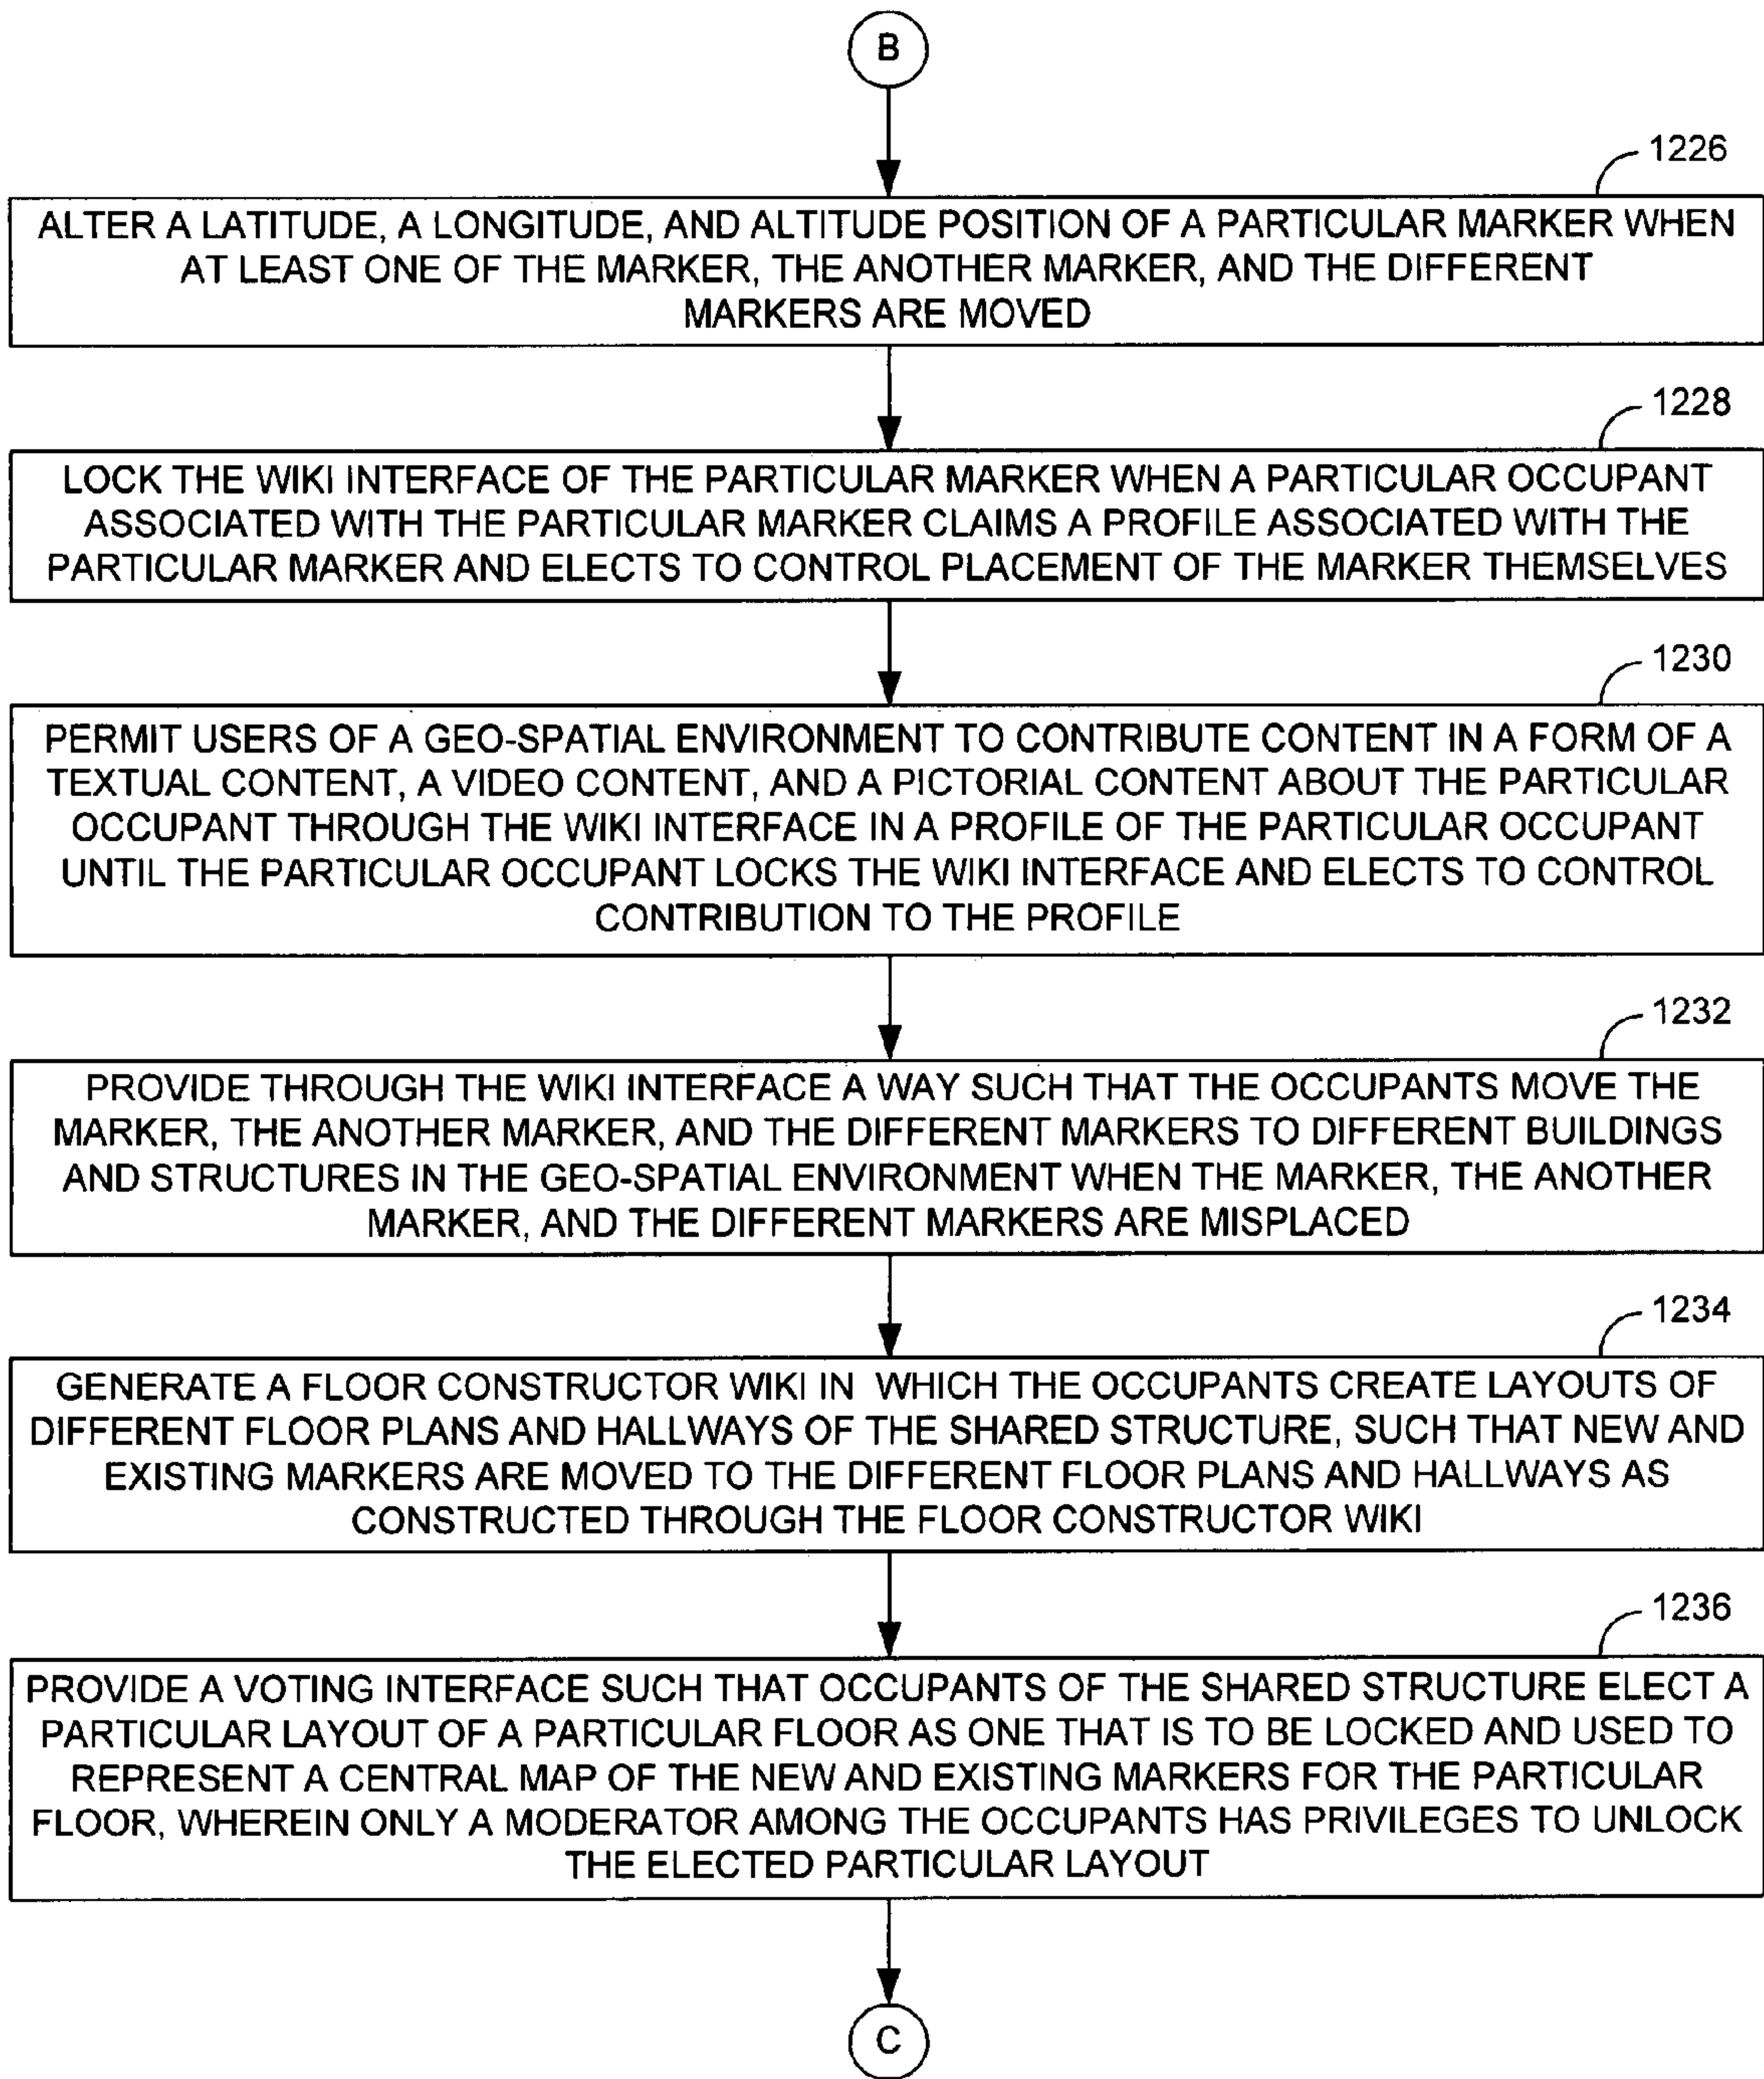 B
1226
ALTER A LATITUDE, A LONGITUDE, AND ALTITUDE POSITION OF A PARTICULAR MARKER WHEN
AT LEAST ONE OF THE MARKER, THE ANOTHER MARKER, AND THE DIFFERENT
MARKERS ARE MOVED
1228
LOCK THE WIKI INTERFACE OF THE PARTICULAR MARKER WHEN A PARTICULAR OCCUPANT
ASSOCIATED WITH THE PARTICULAR MARKER CLAIMS A PROFILE ASSOCIATED WITH THE
PARTICULAR MARKER AND ELECTS TO CONTROL PLACEMENT OF THE MARKER THEMSELVES
1230
PERMIT USERS OF A GEO-SPATIAL ENVIRONMENT TO CONTRIBUTE CONTENT IN A FORM OF A
TEXTUAL CONTENT, A VIDEO CONTENT, AND A PICTORIAL CONTENT ABOUT THE PARTICULAR
OCCUPANT THROUGH THE WIKI INTERFACE IN A PROFILE OF THE PARTICULAR OCCUPANT
UNTIL THE PARTICULAR OCCUPANT LOCKS THE WIKI INTERFACE AND ELECTS TO CONTROL
CONTRIBUTION TO THE PROFILE
1232
PROVIDE THROUGH THE WIKI INTERFACE A WAY SUCH THAT THE OCCUPANTS MOVE THE
MARKER, THE ANOTHER MARKER, AND THE DIFFERENT MARKERS TO DIFFERENT BUILDINGS
AND STRUCTURES IN THE GEO-SPATIAL ENVIRONMENT WHEN THE MARKER, THE ANOTHER
MARKER, AND THE DIFFERENT MARKERS ARE MISPLACED
1234
GENERATE A FLOOR CONSTRUCTOR WIKI IN WHICH THE OCCUPANTS CREATE LAYOUTS OF
DIFFERENT FLOOR PLANS AND HALLWAYS OF THE SHARED STRUCTURE, SUCH THAT NEW AND
EXISTING MARKERS ARE MOVED TO THE DIFFERENT FLOOR PLANS AND HALLWAYS AS
CONSTRUCTED THROUGH THE FLOOR CONSTRUCTOR WIKI
1236
PROVIDE A VOTING INTERFACE SUCH THAT OCCUPANTS OF THE SHARED STRUCTURE ELECT A
PARTICULAR LAYOUT OF A PARTICULAR FLOOR AS ONE THAT IS TO BE LOCKED AND USED TO
REPRESENT A CENTRAL MAP OF THE NEW AND EXISTING MARKERS FOR THE PARTICULAR
FLOOR, WHEREIN ONLY A MODERATOR AMONG THE OCCUPANTS HAS PRIVILEGES TO UNLOCK
THE ELECTED PARTICULAR LAYOUT
C